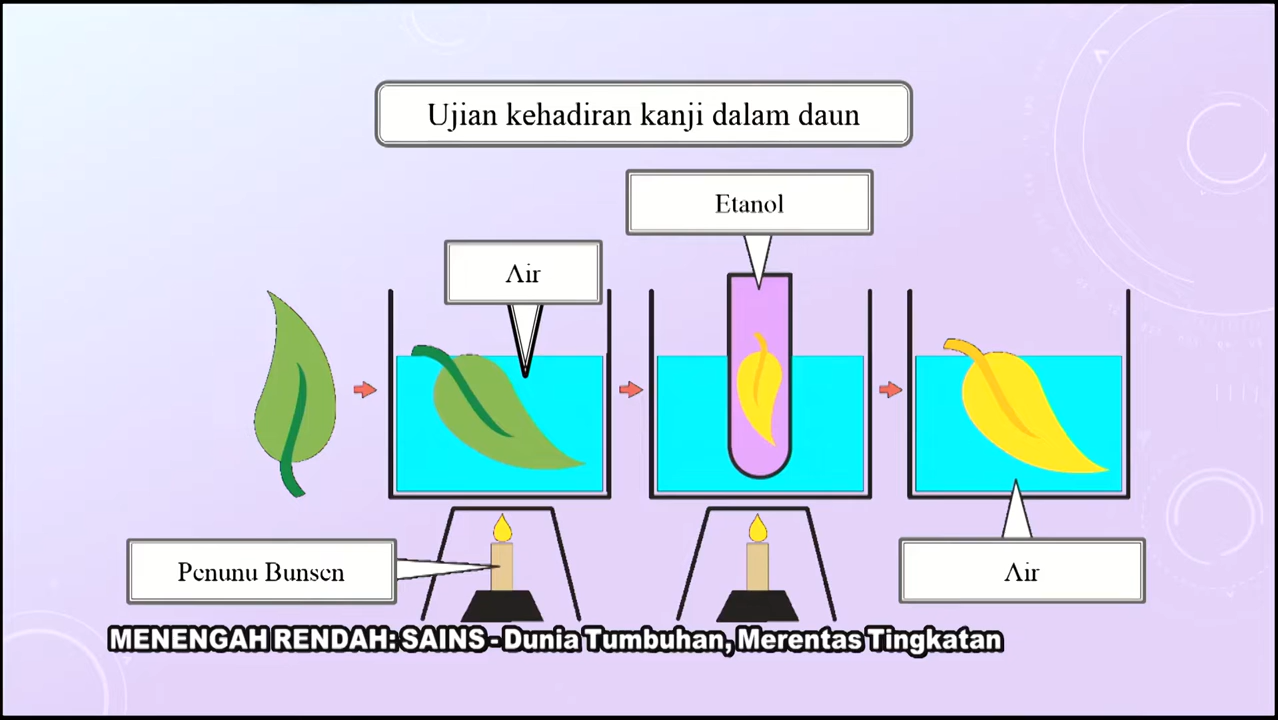 Ujian kehadiran kanji dalam daun
Etanol
Air
Penunu Bunsen
Air
MENENGAH RENDAH: SAINS - Dunia Tumbuhan, Merentas Tingkatan